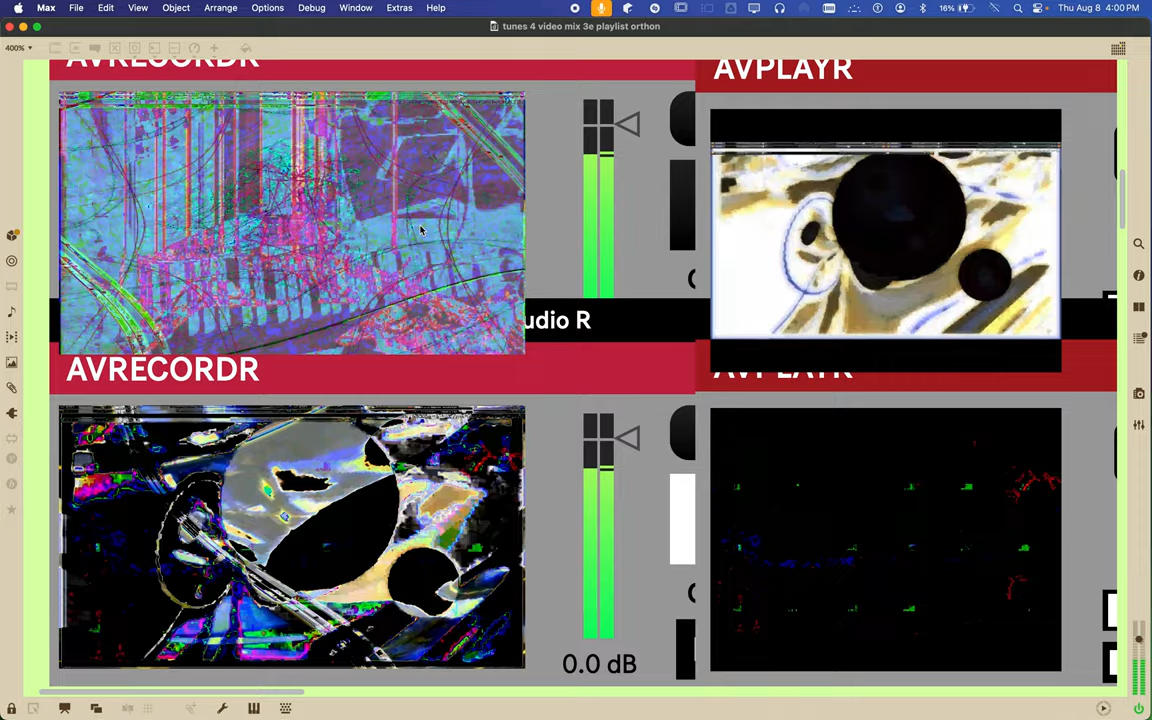 Max File Edit View Object Arrange Options Debug Window Extras Help 16% Thu Aug 8 4:00 PM
tunes 4 video mix 3e playlist orthon
400%
AVRECORDR
AVPLAYR
udio R
AVRECORDR
AVPLAYR
0.0 dB